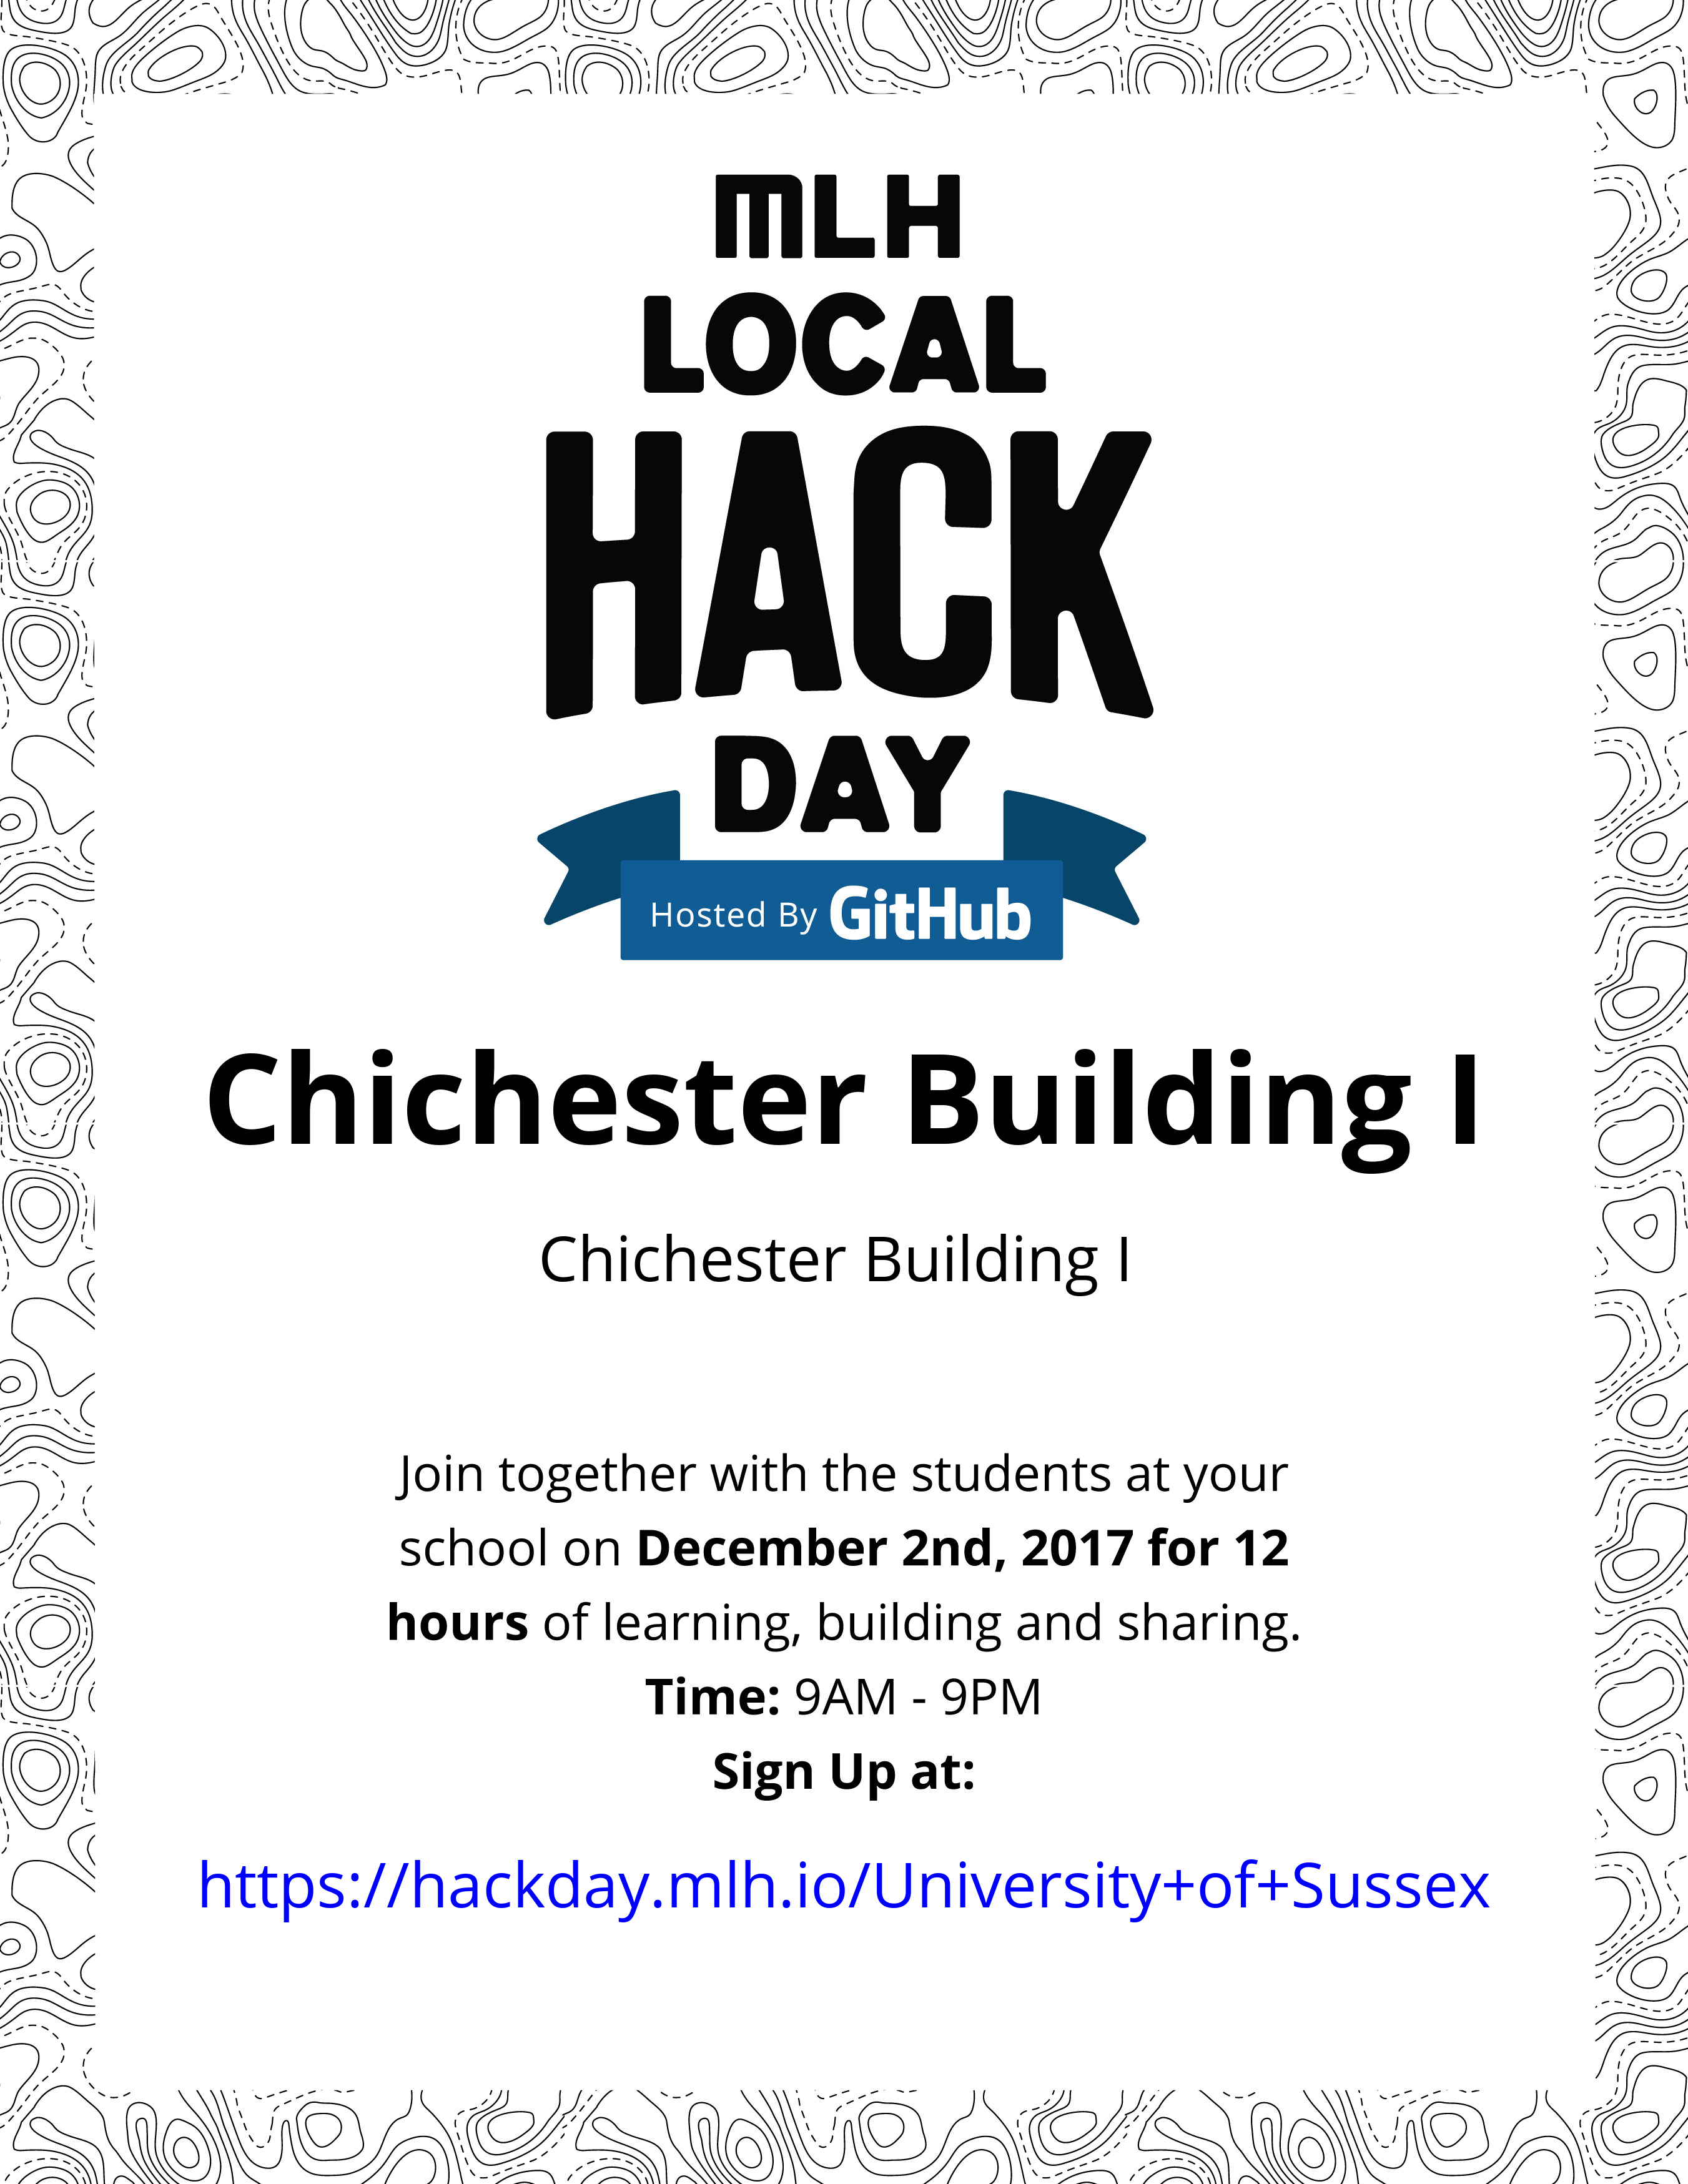 MLH
LOCAL
HACK
DAY
Hosted By GitHub
Chichester Building I
Chichester Building I
Join together with the students at your
school on December 2nd, 2017 for 12
hours of learning, building and sharing.
Time: 9AM - 9PM
Sign Up at:
https://hackday.mlh.io/University+of+Sussex